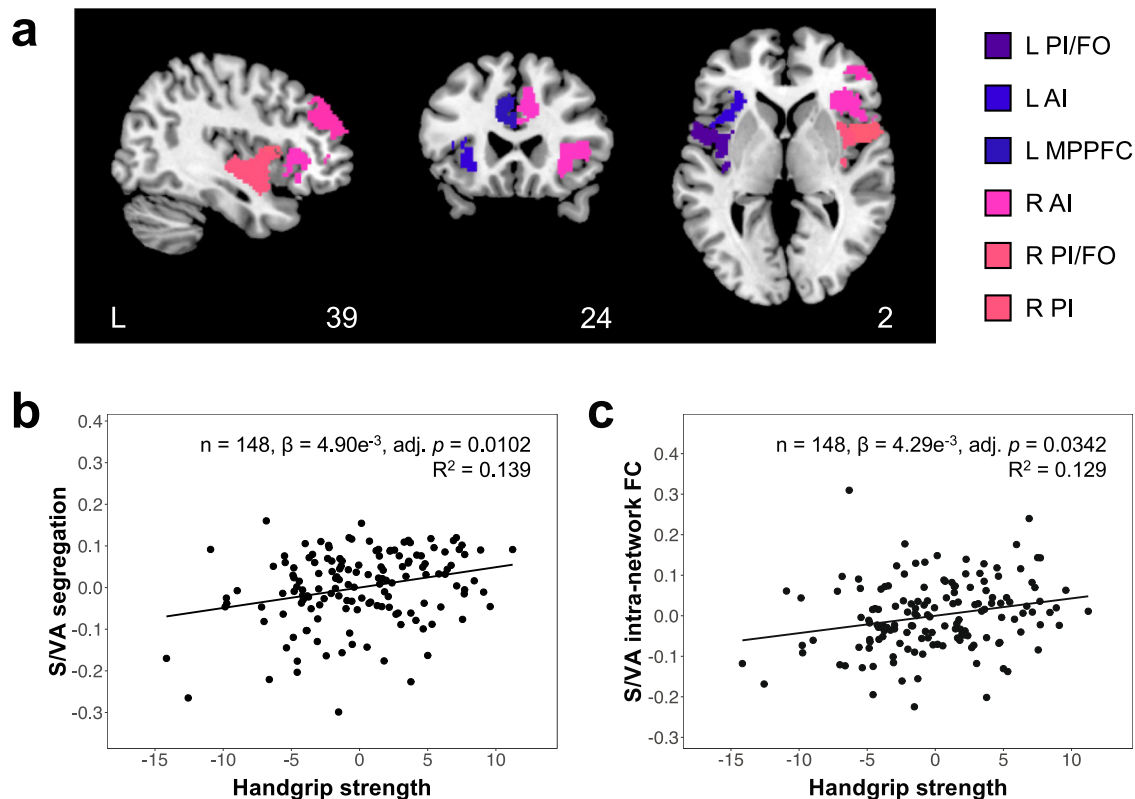 a
L
39
24
2
L PI/FO
L AI
L MPPFC
R AI
R PI/FO
R PI
b
n = 148, β = 4.90e-3, adj. p = 0.0102
R2 = 0.139
S/VA segregation
0.4
0.3
0.2
0.1
0.0
-0.1
-0.2
-0.3
-15
-10
-5
0
5
10
Handgrip strength
c
n = 148, β = 4.29e-3, adj. p = 0.0342
R2 = 0.129
S/VA intra-network FC
0.4
0.3
0.2
0.1
0.0
-0.1
-0.2
-0.3
-15
-10
-5
0
5
10
Handgrip strength